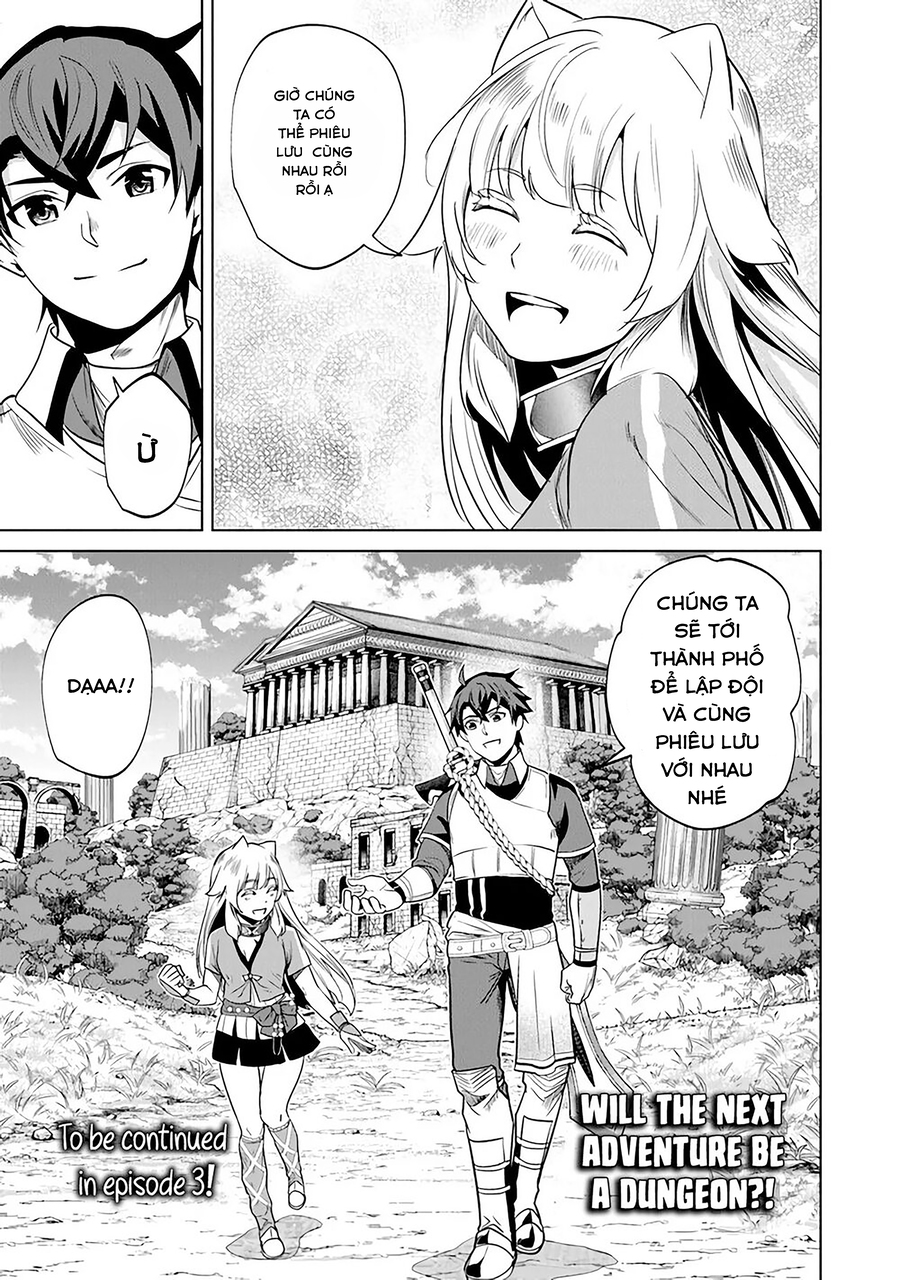 GIỜ CHÚNG
TA CÓ
THỂ PHIÊU
LƯU CÙNG
NHAU RỒI
RỒI Ạ
Ừ
CHÚNG TA
SẼ TỚI
THÀNH PHỐ
ĐỂ LẬP ĐỘI
VÀ CÙNG
PHIÊU LƯU
VỚI NHAU
NHÉ
DẠAA!!
WILL THE NEXT
ADVENTURE BE
A DUNGEON?!
To be continued
in episode 3!